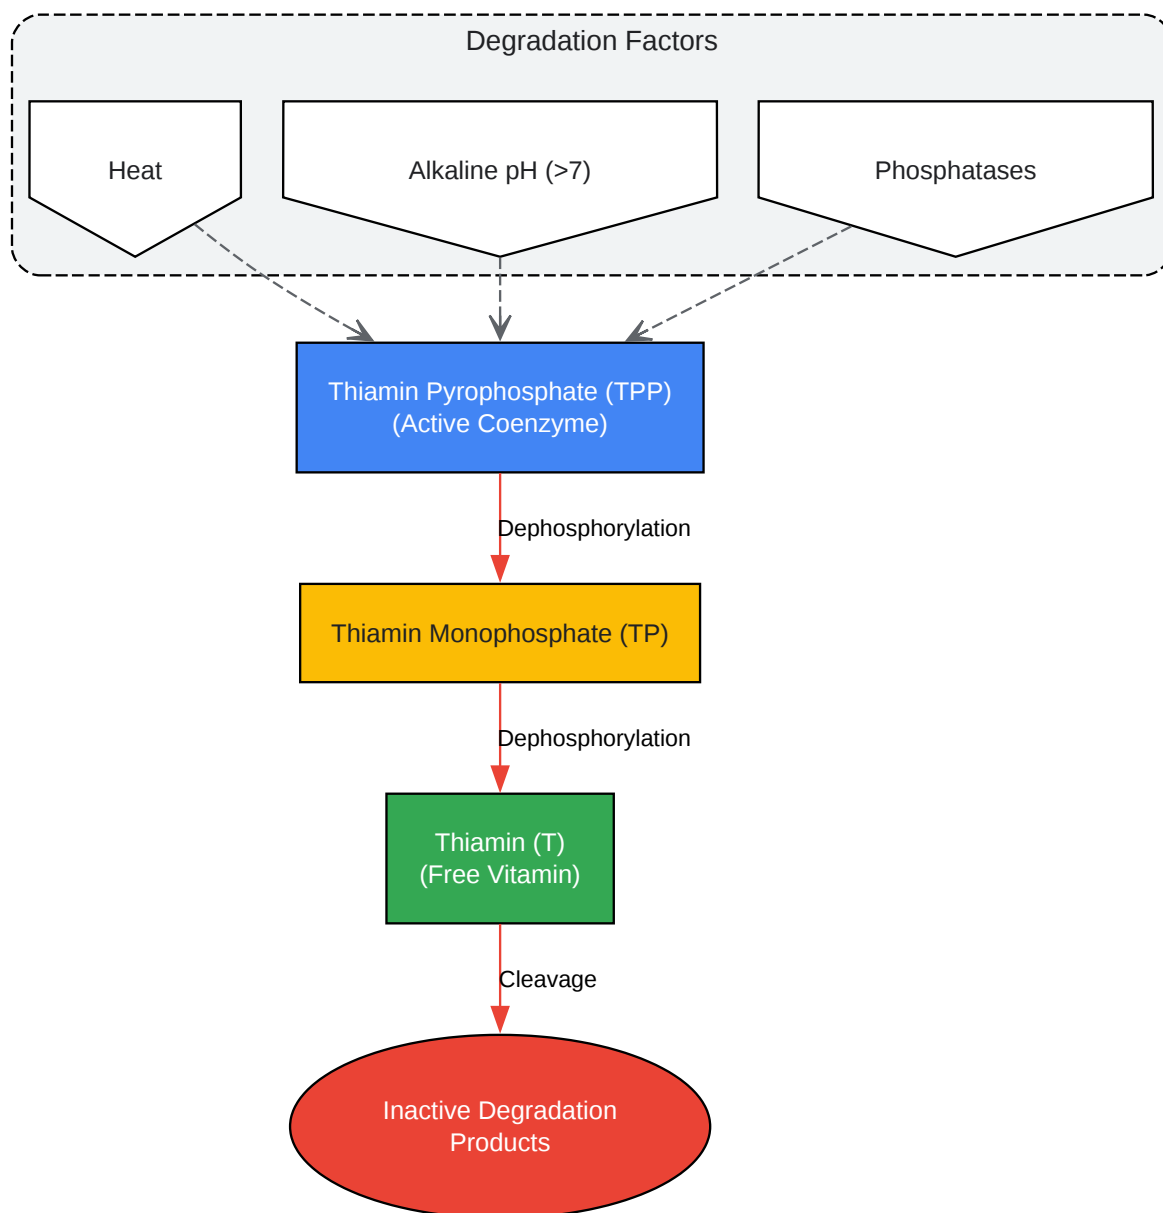 Degradation Factors
Heat
Alkaline pH (>7)
Phosphatases
Thiamin Pyrophosphate (TPP)
(Active Coenzyme)
Dephosphorylation
Thiamin Monophosphate (TP)
Dephosphorylation
Thiamin (T)
(Free Vitamin)
Cleavage
Inactive Degradation
Products